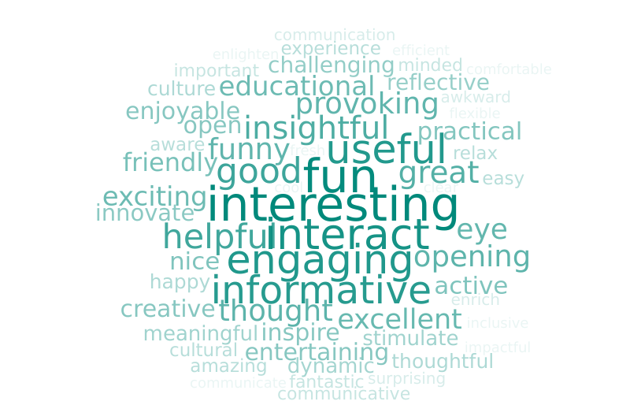 communication
enlighten experience efficient
important challenging minded comfortable
culture educational reflective
enjoyable provoking awkward
open insightful flexible
aware funny useful practical
friendly good fun great relax
exciting easy
innovate interesting
helpful interact eye
nice engaging opening
happy informative active
creative thought excellent enrich
meaningful inspire stimulate inclusive
cultural entertaining impactful
amazing dynamic thoughtful
communicate fantastic surprising
communicative